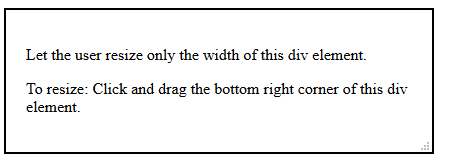 Let the user resize only the width of this div element.
To resize: Click and drag the bottom right corner of this div
element.